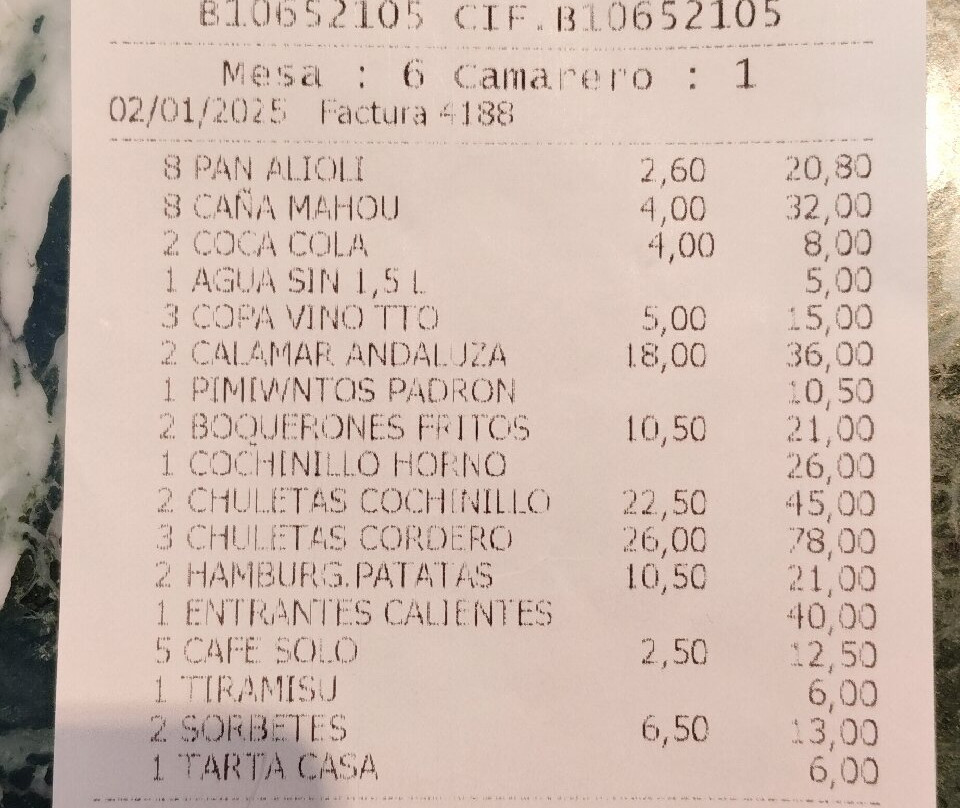 B10652105 CIF.B10652105
Mesa : 6 Camarero : 1
02/01/2025 Factura 4188
8 PAN ALIOLI 2,60 20,80
8 CAÑA MAHOU 4,00 32,00
2 COCA COLA 4,00 8,00
1 AGUA SIN 1,5 L 5,00
3 COPA VINO TTO 5,00 15,00
2 CALAMAR ANDALUZA 18,00 36,00
1 PIMIWNTOS PADRON 10,50
2 BOQUERONES FRITOS 10,50 21,00
1 COCHINILLO HORNO 26,00
2 CHULETAS COCHINILLO 22,50 45,00
3 CHULETAS CORDERO 26,00 78,00
2 HAMBURG.PATATAS 10,50 21,00
1 ENTRANTES CALIENTES 40,00
5 CAFE SOLO 2,50 12,50
1 TIRAMISU 6,00
2 SORBETES 6,50 13,00
1 TARTA CASA 6,00